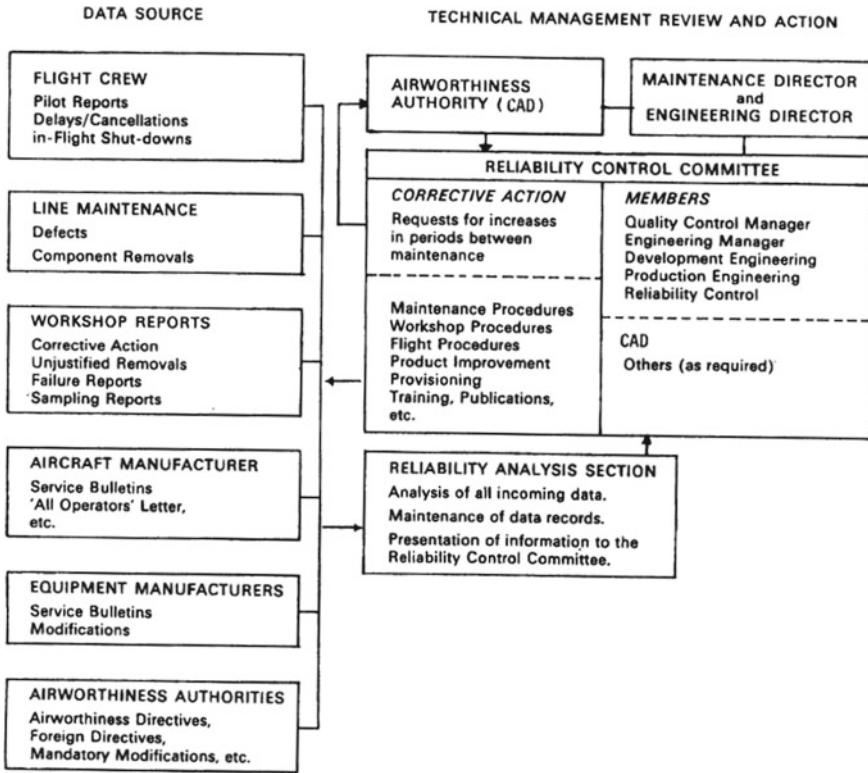 DATA SOURCE
FLIGHT CREW
Pilot Reports
Delays/Cancellations
in-Flight Shut-downs
LINE MAINTENANCE
Defects
Component Removals
WORKSHOP REPORTS
Corrective Action
Unjustified Removals
Failure Reports
Sampling Reports
AIRCRAFT MANUFACTURER
Service Bulletins
'All Operators' Letter,
etc.
EQUIPMENT MANUFACTURERS
Service Bulletins
Modifications
AIRWORTHINESS AUTHORITIES
Airworthiness Directives,
Foreign Directives,
Mandatory Modifications, etc.
TECHNICAL MANAGEMENT REVIEW AND ACTION
AIRWORTHINESS
AUTHORITY (CAD)
MAINTENANCE DIRECTOR
and
ENGINEERING DIRECTOR
RELIABILITY CONTROL COMMITTEE
CORRECTIVE ACTION
Requests for increases
in periods between
maintenance
Maintenance Procedures
Workshop Procedures
Flight Procedures
Product Improvement
Provisioning
Training, Publications,
etc.
MEMBERS
Quality Control Manager
Engineering Manager
Development Engineering
Production Engineering
Reliability Control
CAD
Others (as required)
RELIABILITY ANALYSIS SECTION
Analysis of all incoming data.
Maintenance of data records.
Presentation of information to the
Reliability Control Committee.